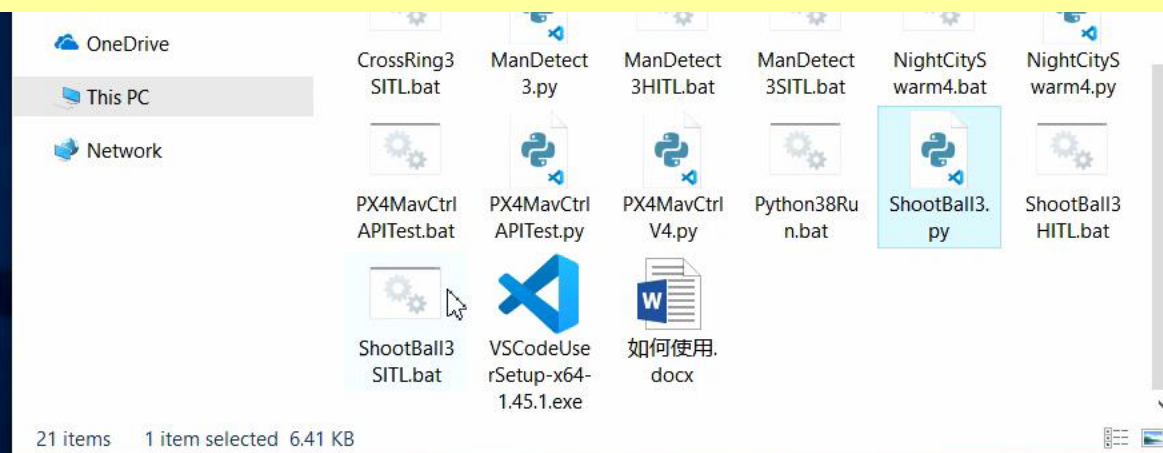 OneDrive
This PC
Network
CrossRing3
SITL.bat
ManDetect
3.py
ManDetect
3HITL.bat
ManDetect
3SITL.bat
NightCityS
warm4.bat
NightCityS
warm4.py
PX4MavCtrl
APITest.bat
PX4MavCtrl
APITest.py
PX4MavCtrl
V4.py
Python38Ru
n.bat
ShootBall3.
py
ShootBall3
HITL.bat
ShootBall3
SITL.bat
VSCodeUse
rSetup-x64-
1.45.1.exe
W
如何使用.
docx
21 items 1 item selected 6.41 KB